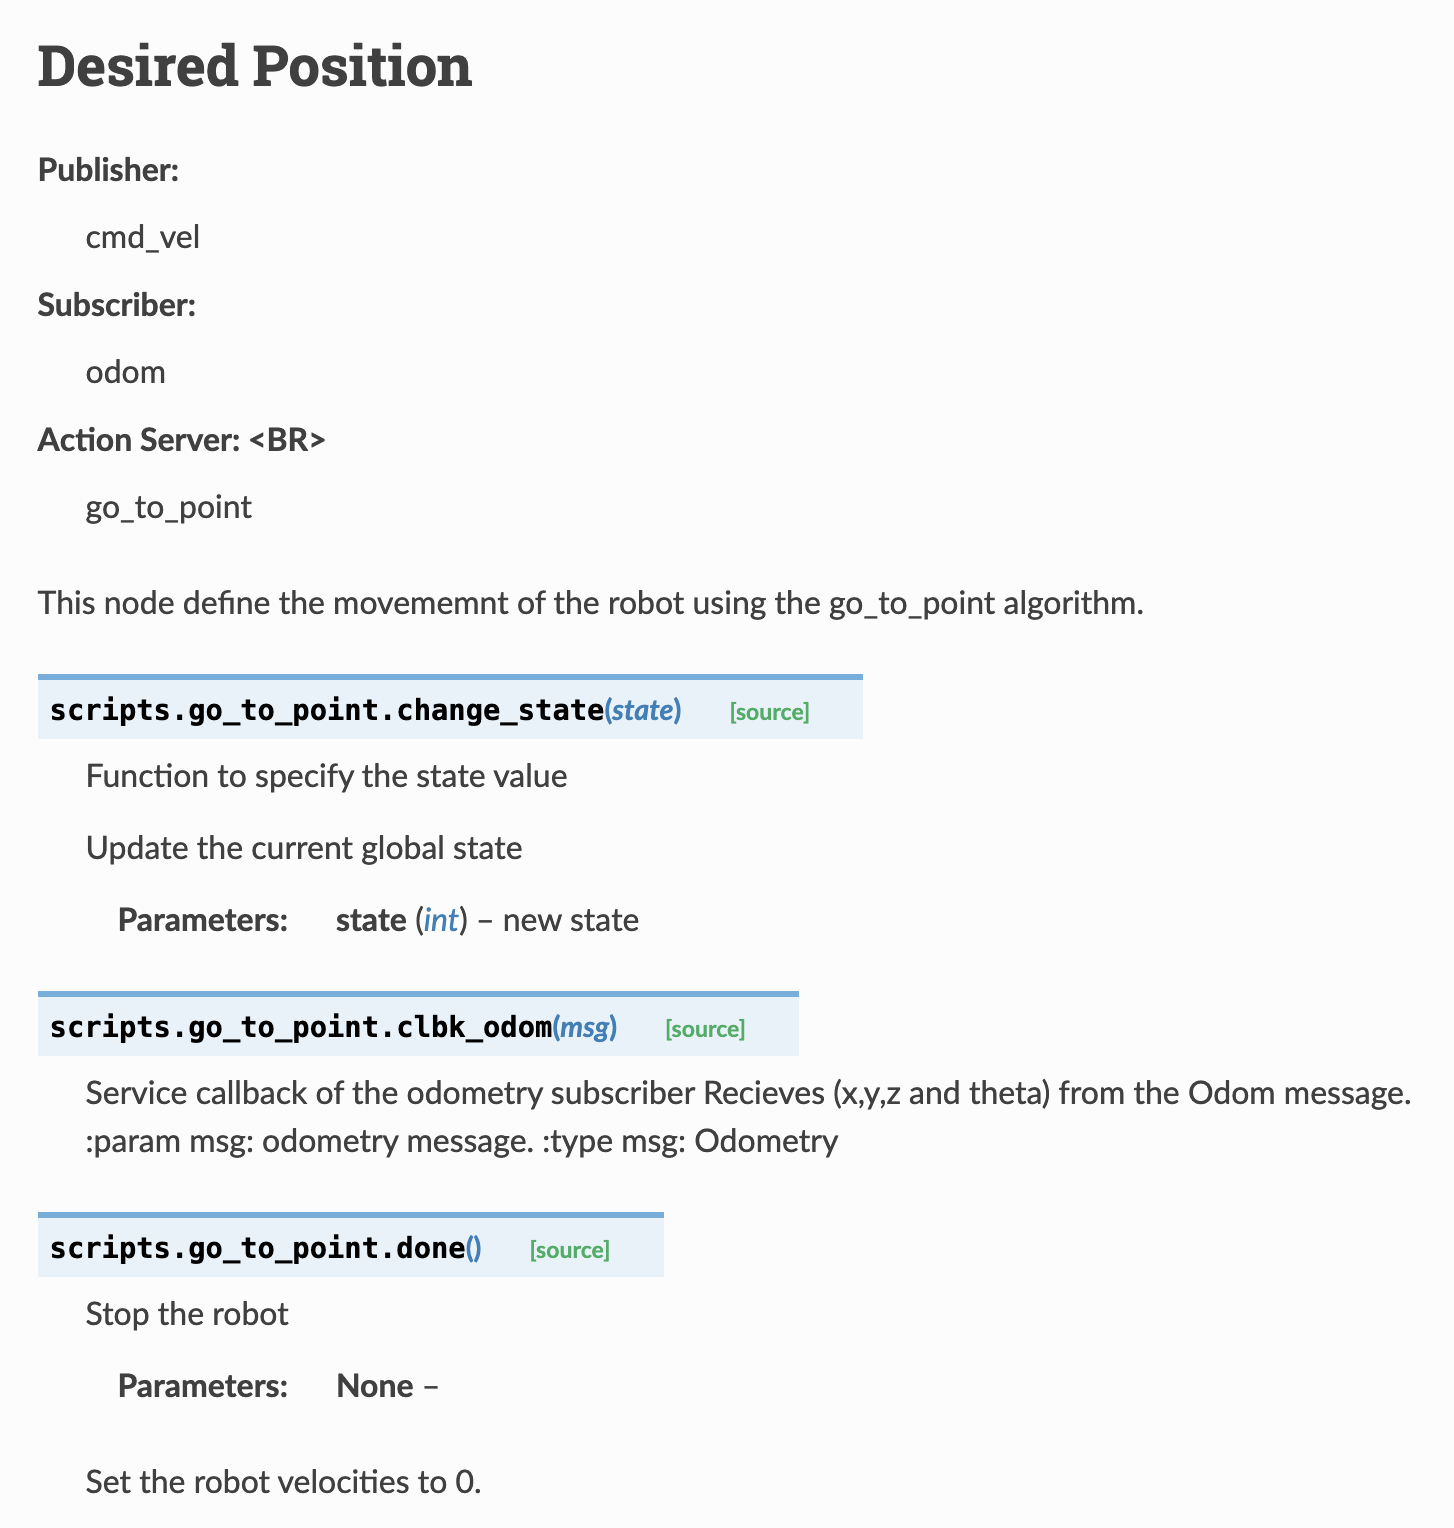 Desired Position
Publisher:
cmd_vel
Subscriber:
odom
Action Server: <BR>
go_to_point
This node define the movememnt of the robot using the go_to_point algorithm.
scripts.go_to_point.change_state(state) [source]
Function to specify the state value
Update the current global state
Parameters: state (int) – new state
scripts.go_to_point.clbk_odom(msg) [source]
Service callback of the odometry subscriber Recieves (x,y,z and theta) from the Odom message.
:param msg: odometry message. :type msg: Odometry
scripts.go_to_point.done() [source]
Stop the robot
Parameters: None –
Set the robot velocities to 0.